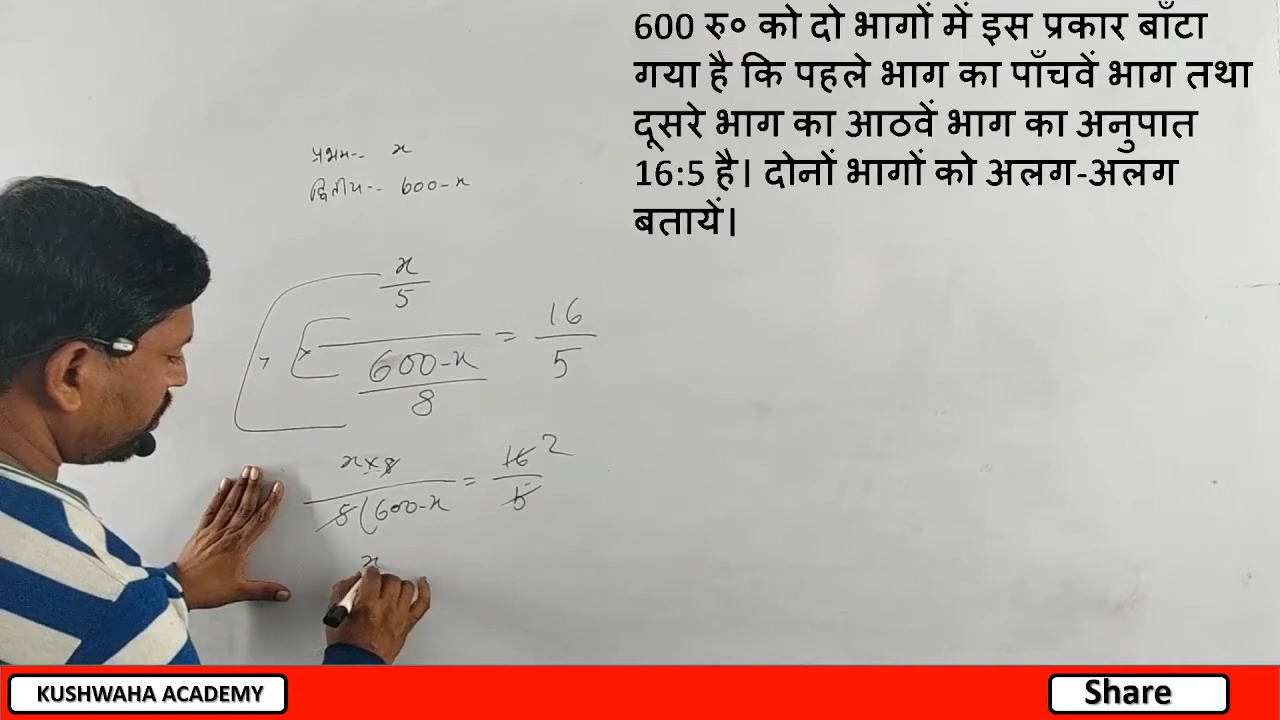 600 रु० को दो भागों में इस प्रकार बाँटा
गया है कि पहले भाग का पाँचवें भाग तथा
दूसरे भाग का आठवें भाग का अनुपात
16:5 है। दोनों भागों को अलग-अलग
बतायें।
प्रथम-- x
द्वितीय-- 600-x
x
5
= 16
5
600-x
8
x×8
5(600-x
= 16 2
5
x
KUSHWAHA ACADEMY
Share